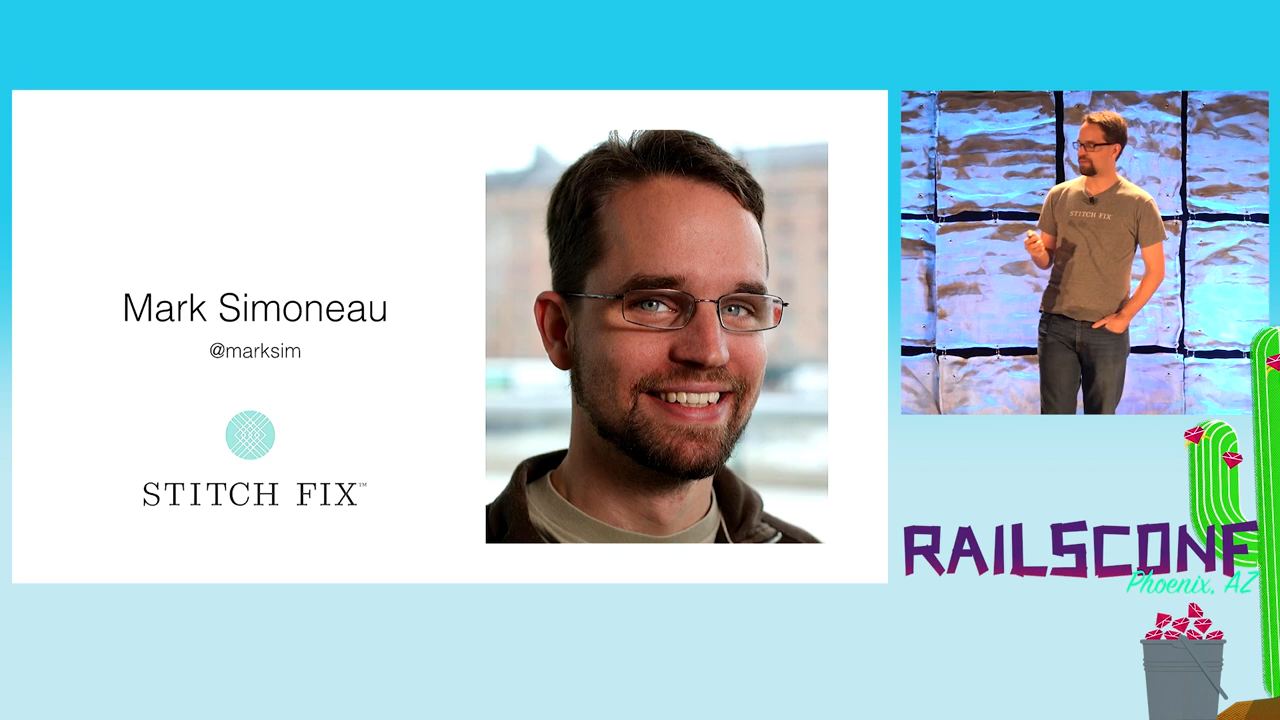 Mark Simoneau
@marksim
STITCH FIX™
STITCH FIX
RAILSCONF
Phoenix, AZ